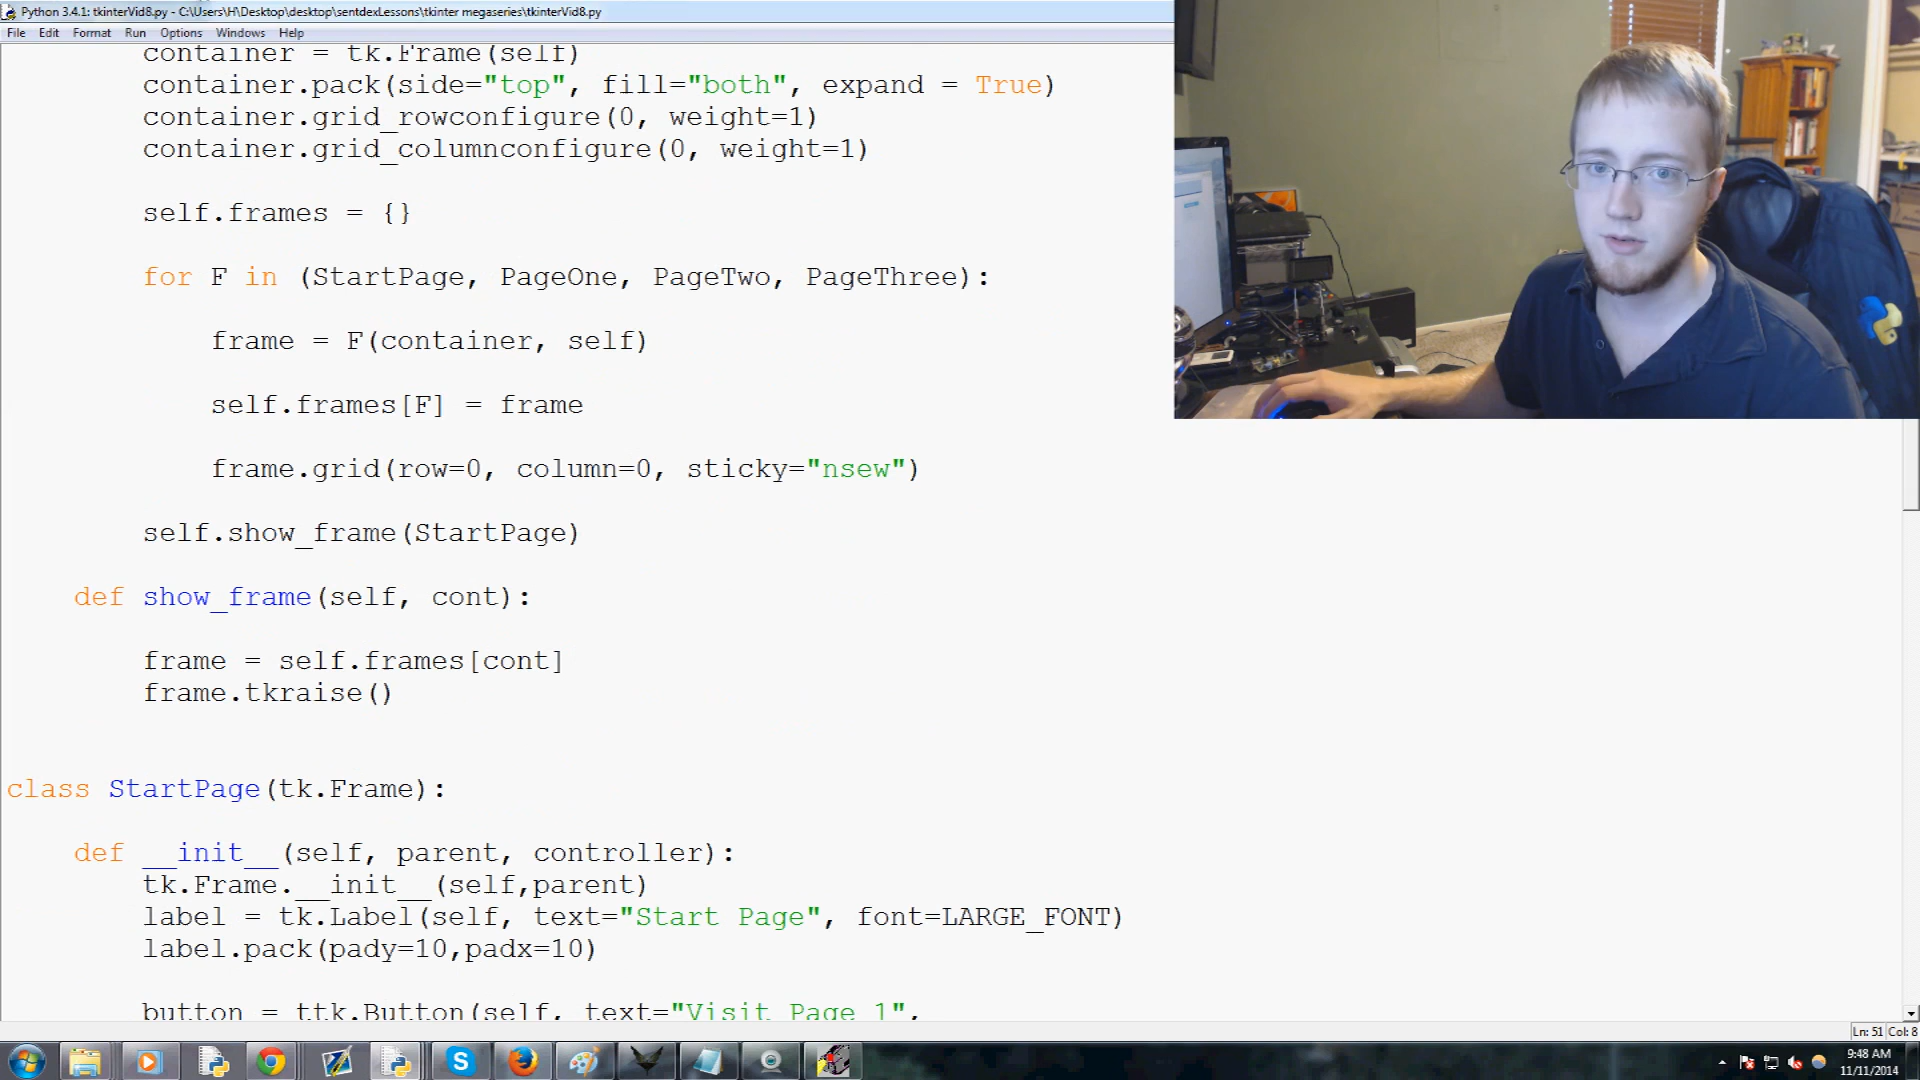 Python 3.4.1: tkinterVid8.py - C:\Users\H\Desktop\desktop\sentdexLessons\tkinter megaseries\tkinterVid8.py
File Edit Format Run Options Windows Help
container = tk.Frame(self)
container.pack(side="top", fill="both", expand = True)
container.grid_rowconfigure(0, weight=1)
container.grid_columnconfigure(0, weight=1)
self.frames = {}
for F in (StartPage, PageOne, PageTwo, PageThree):
frame = F(container, self)
self.frames[F] = frame
frame.grid(row=0, column=0, sticky="nsew")
self.show_frame(StartPage)
def show_frame(self, cont):
frame = self.frames[cont]
frame.tkraise()
class StartPage(tk.Frame):
def __init__(self, parent, controller):
tk.Frame.__init__(self,parent)
label = tk.Label(self, text="Start Page", font=LARGE_FONT)
label.pack(pady=10,padx=10)
button = ttk.Button(self, text="Visit Page 1",
Ln: 51 Col: 8
9:48 AM
11/11/2014